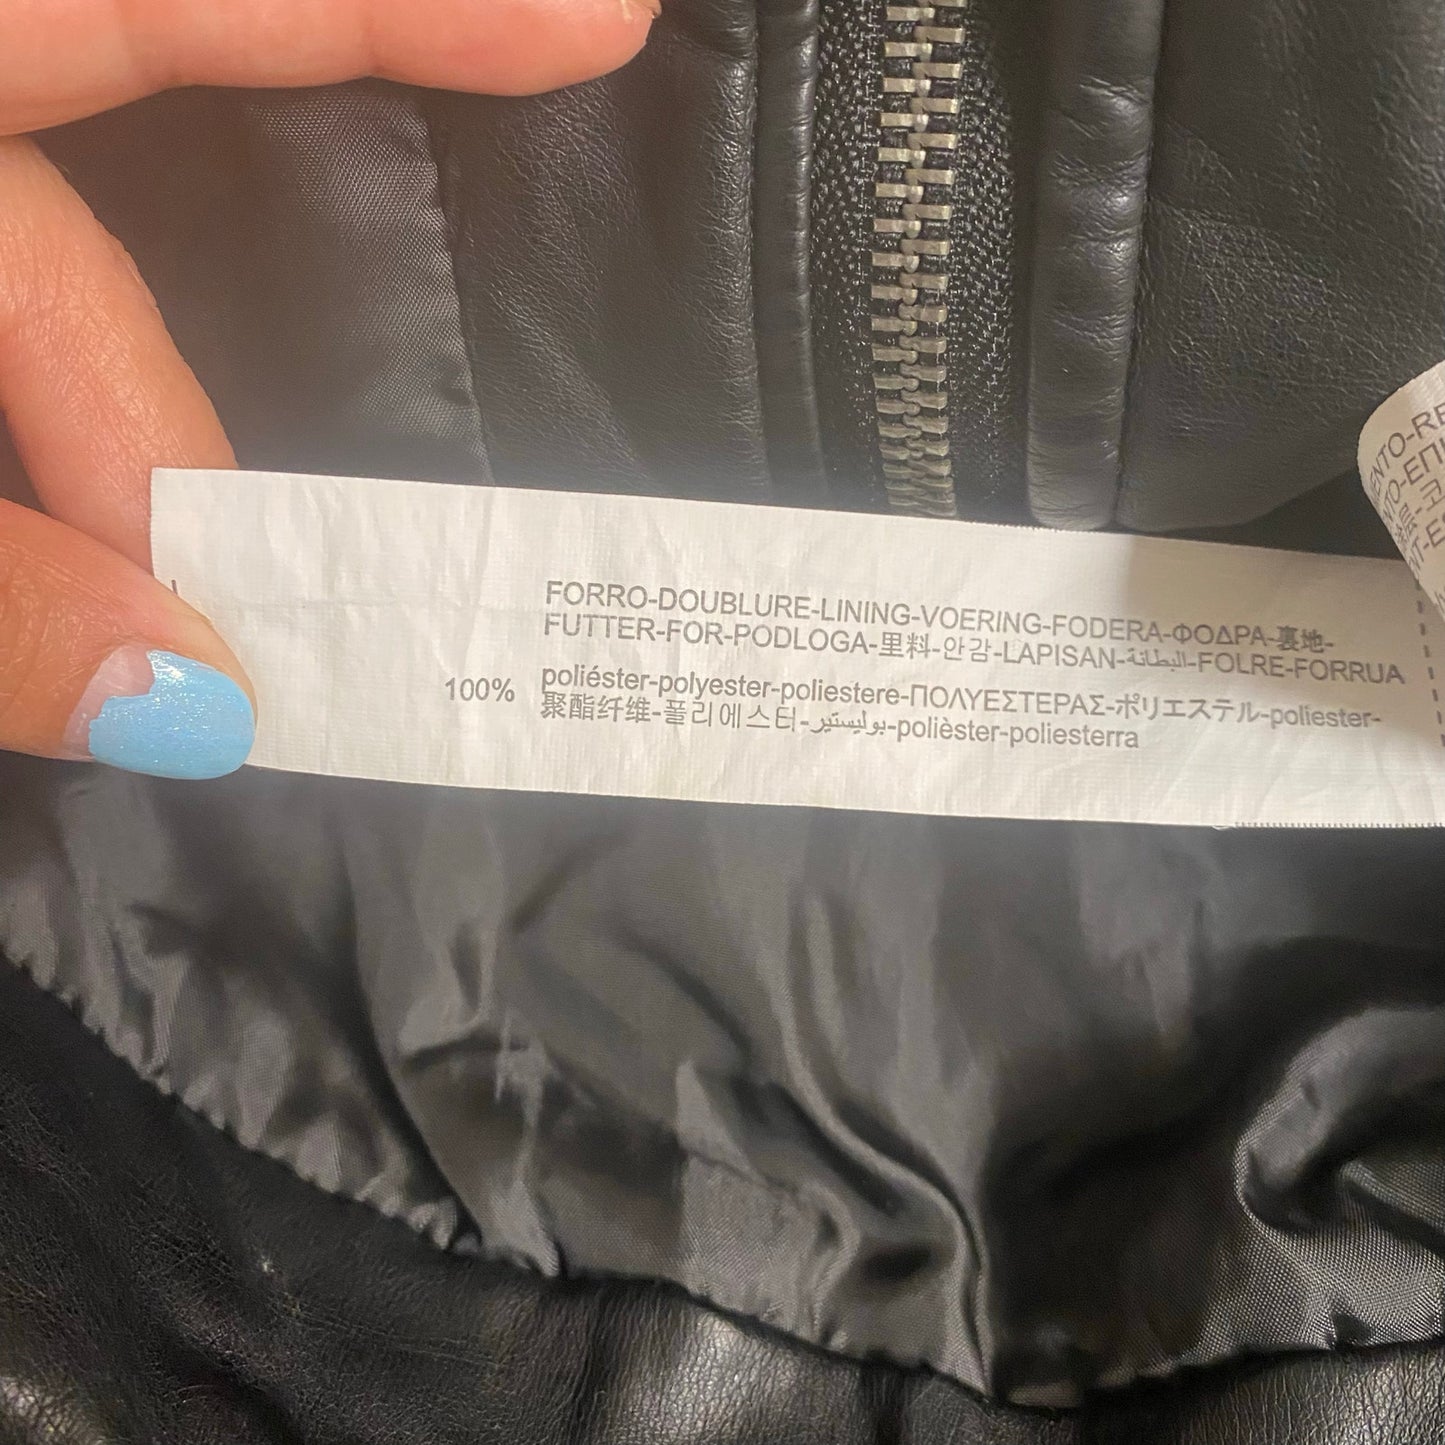 FORRO-DOUBLURE-LINING-VOERING-FODERA-ΦΟΔΡΑ-裏地-
FUTTER-FOR-PODLOGA-里料-안감-LAPISAN-البطانة-FOLRE-FORRUA
100% poliéster-polyester-poliestere-ΠΟΛΥΕΣΤΕΡΑΣ-ポリエステル-poliester-
聚酯纤维-폴리에스터-بوليستير-polièster-poliesterra